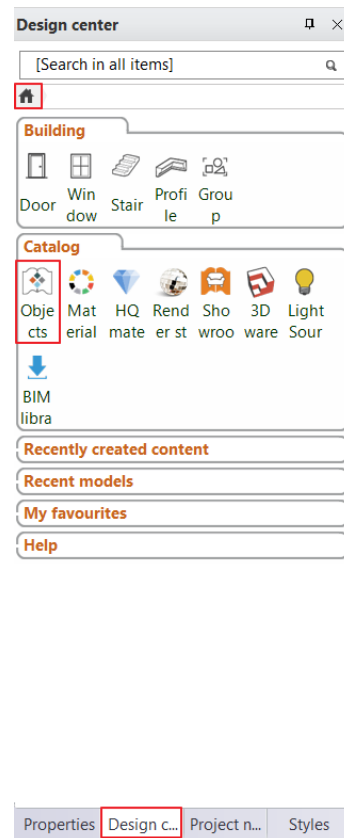 Design center
[Search in all items]
Building
Door Win Stair Profi Grou
dow le p
Catalog
Obje Mat HQ Rend Sho 3D Light
cts erial mate er st wroo ware Sour
BIM
libra
Recently created content
Recent models
My favourites
Help
Properties Design c... Project n... Styles